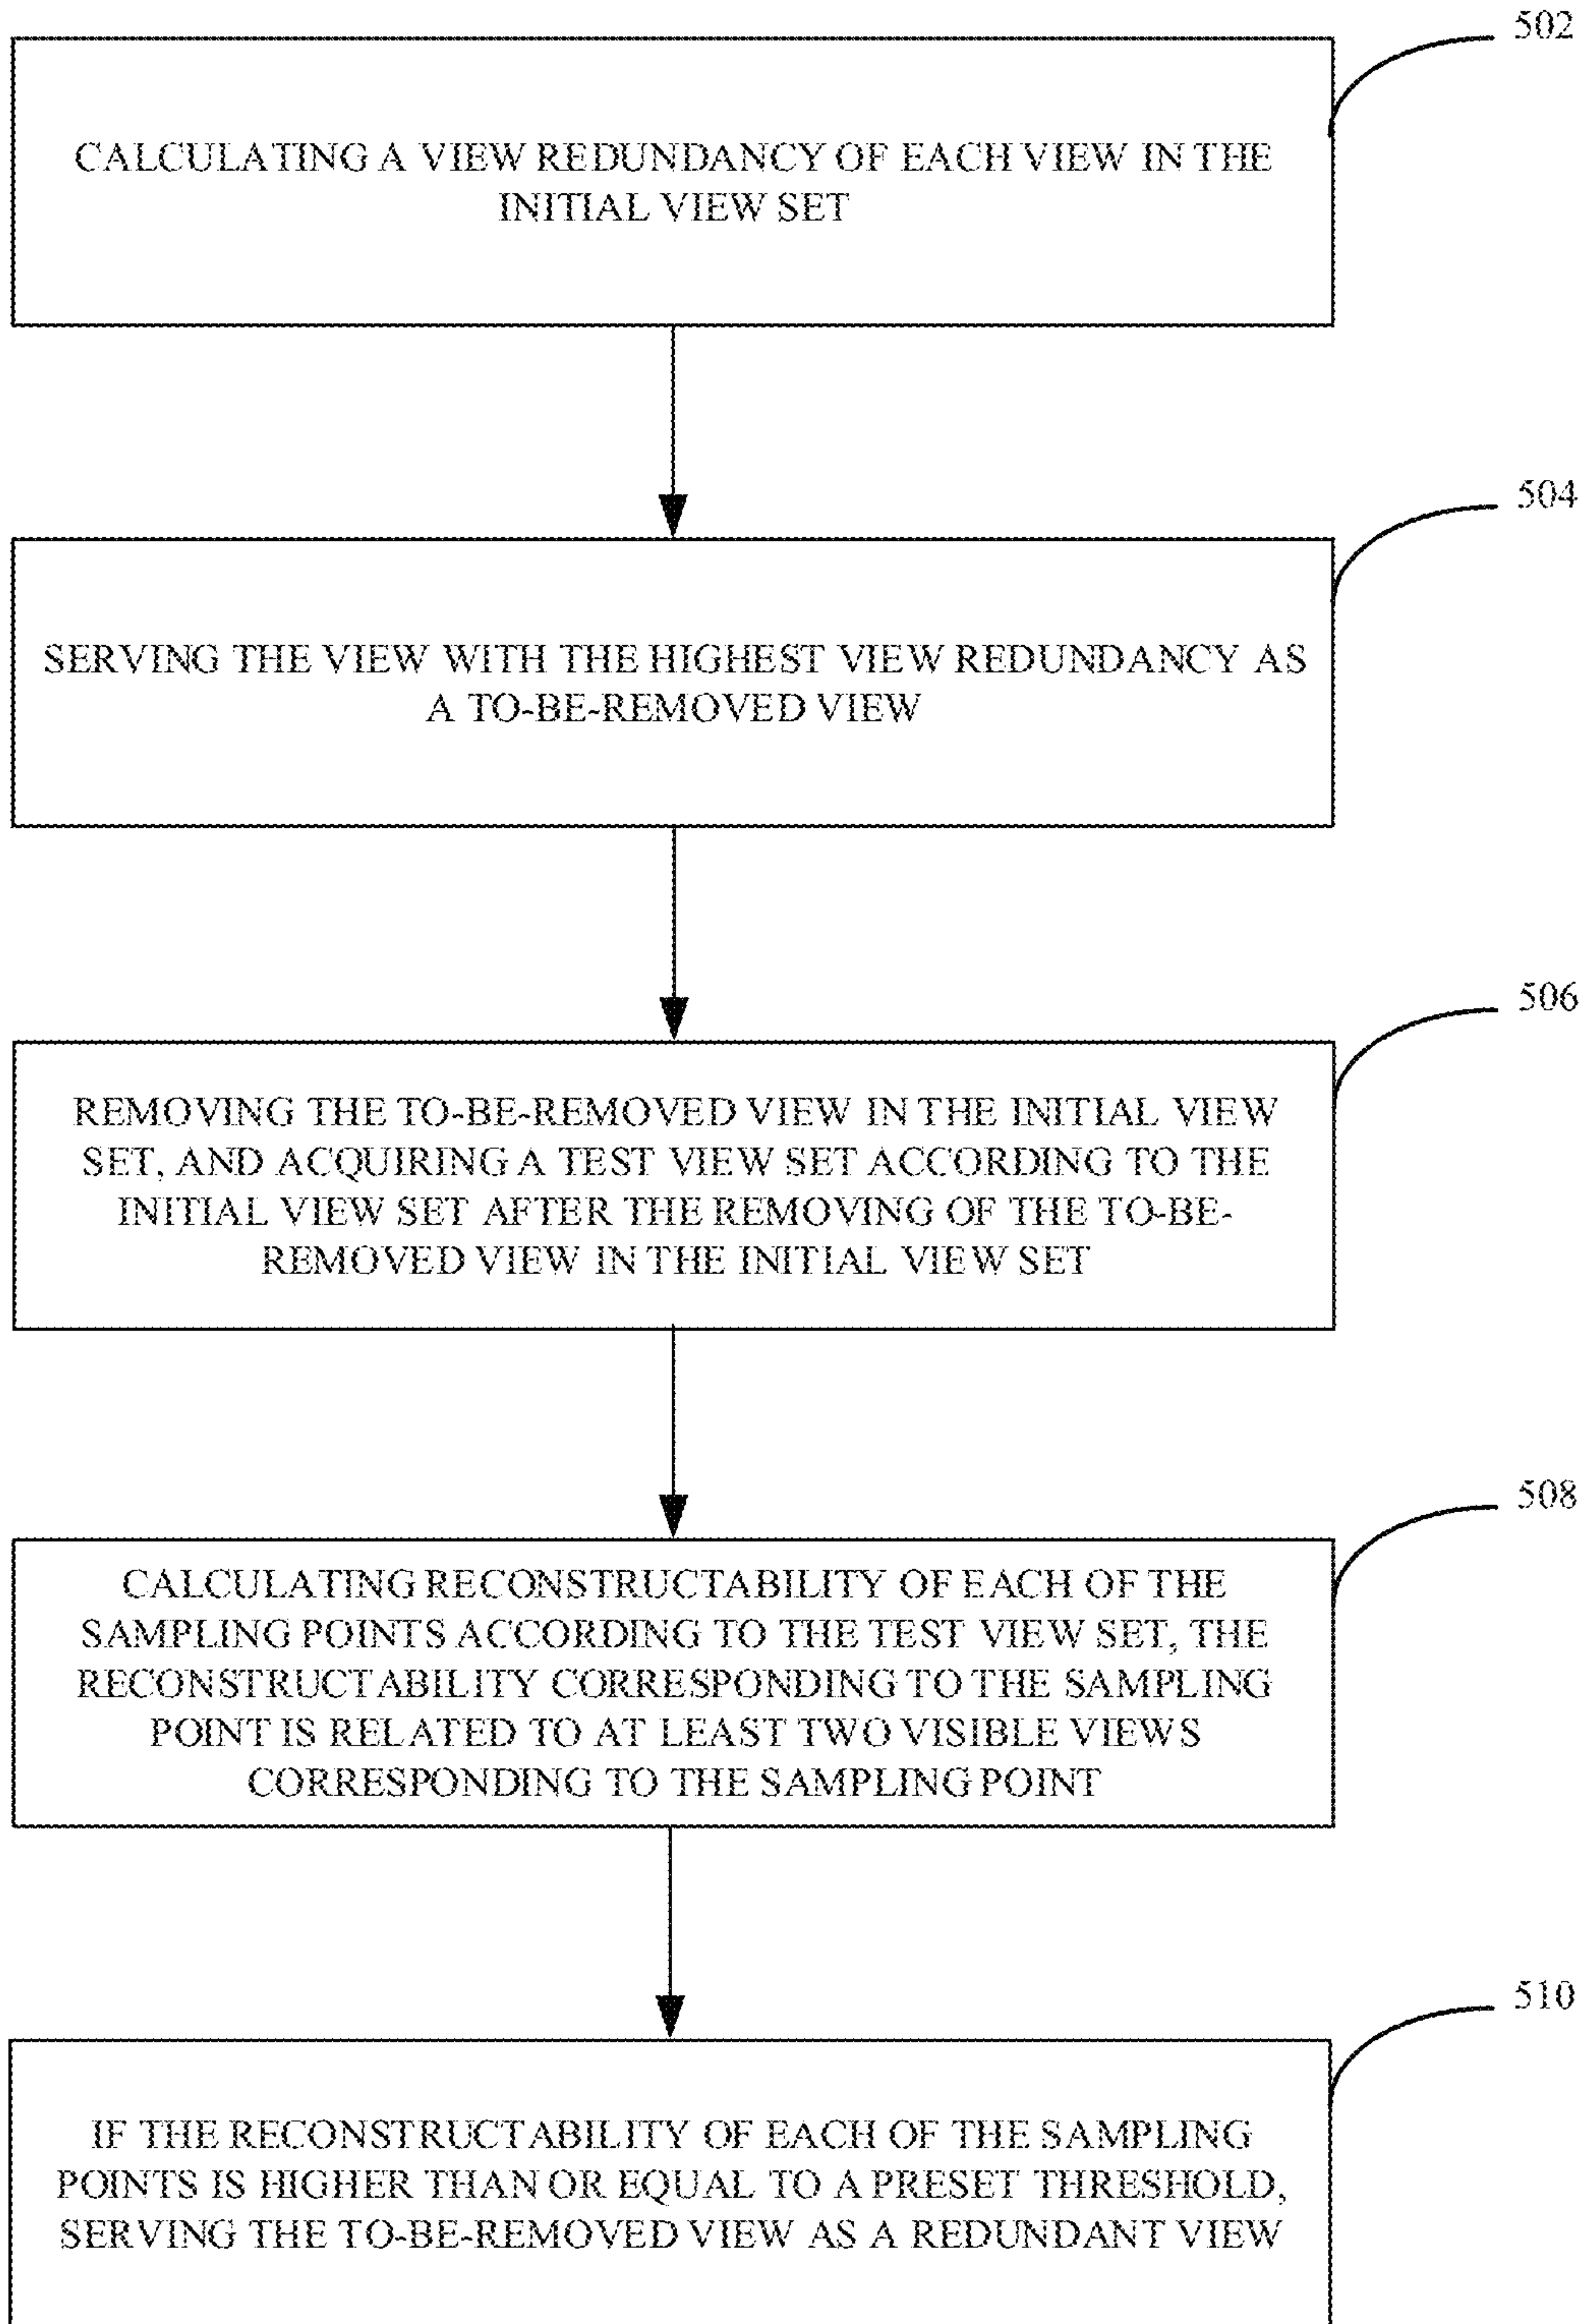 502
CALCULATING A VIEW REDUNDANCY OF EACH VIEW IN THE
INITIAL VIEW SET
504
SERVING THE VIEW WITH THE HIGHEST VIEW REDUNDANCY AS
A TO-BE-REMOVED VIEW
506
REMOVING THE TO-BE-REMOVED VIEW IN THE INITIAL VIEW
SET, AND ACQUIRING A TEST VIEW SET ACCORDING TO THE
INITIAL VIEW SET AFTER THE REMOVING OF THE TO-BE-
REMOVED VIEW IN THE INITIAL VIEW SET
508
CALCULATING RECONSTRUCTABILITY OF EACH OF THE
SAMPLING POINTS ACCORDING TO THE TEST VIEW SET, THE
RECONSTRUCTABILITY CORRESPONDING TO THE SAMPLING
POINT IS RELATED TO AT LEAST TWO VISIBLE VIEWS
CORRESPONDING TO THE SAMPLING POINT
510
IF THE RECONSTRUCTABILITY OF EACH OF THE SAMPLING
POINTS IS HIGHER THAN OR EQUAL TO A PRESET THRESHOLD,
SERVING THE TO-BE-REMOVED VIEW AS A REDUNDANT VIEW